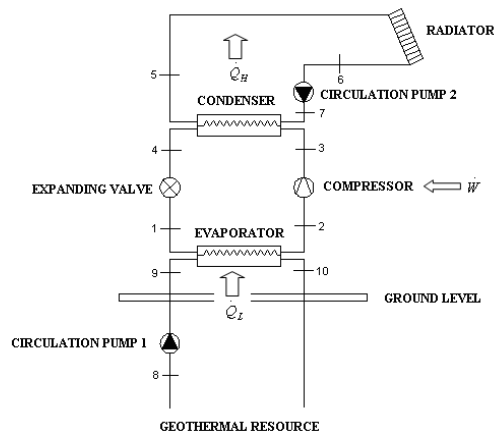 RADIATOR
5
Q̇H
6
CIRCULATION PUMP 2
CONDENSER
7
4
3
EXPANDING VALVE
COMPRESSOR
Ẇ
1
2
EVAPORATOR
9
10
GROUND LEVEL
Q̇L
CIRCULATION PUMP 1
8
GEOTHERMAL RESOURCE